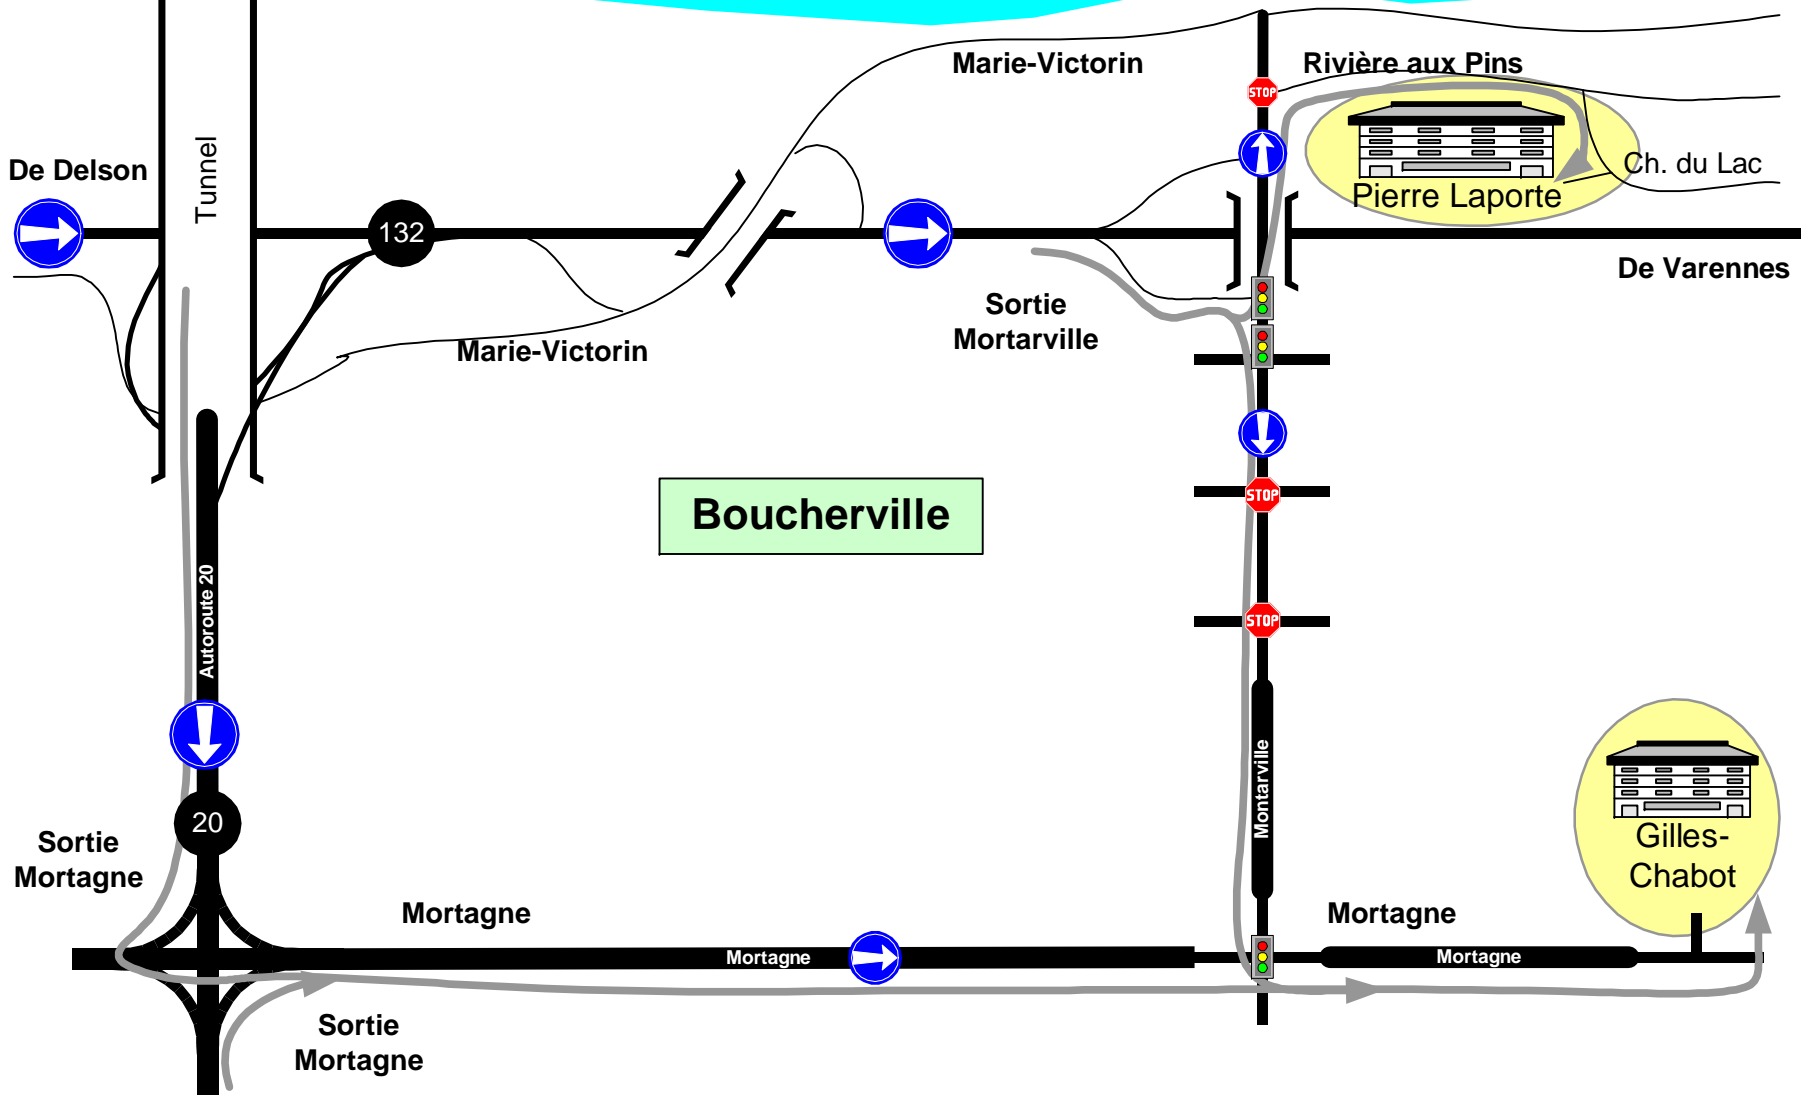 Marie-Victorin
Rivière aux Pins
STOP
De Delson
Tunnel
Ch. du Lac
Pierre Laporte
132
De Varennes
Sortie
Mortarville
Marie-Victorin
STOP
Boucherville
Autoroute 20
STOP
Montarville
20
Sortie
Mortagne
Gilles-
Chabot
Mortagne
Mortagne
Mortagne
Mortagne
Sortie
Mortagne